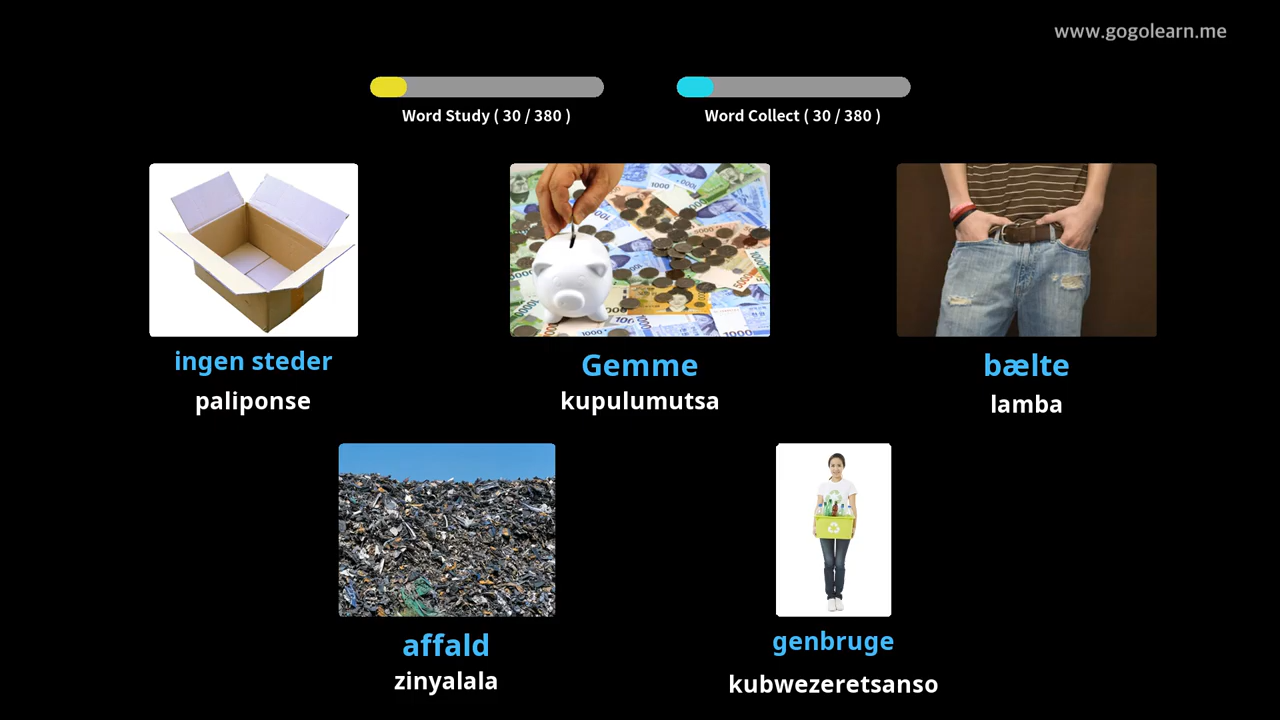 www.gogolearn.me
Word Study ( 30 / 380 )
Word Collect ( 30 / 380 )
ingen steder
paliponse
Gemme
kupulumutsa
bælte
lamba
affald
zinyalala
genbruge
kubwezeretsanso